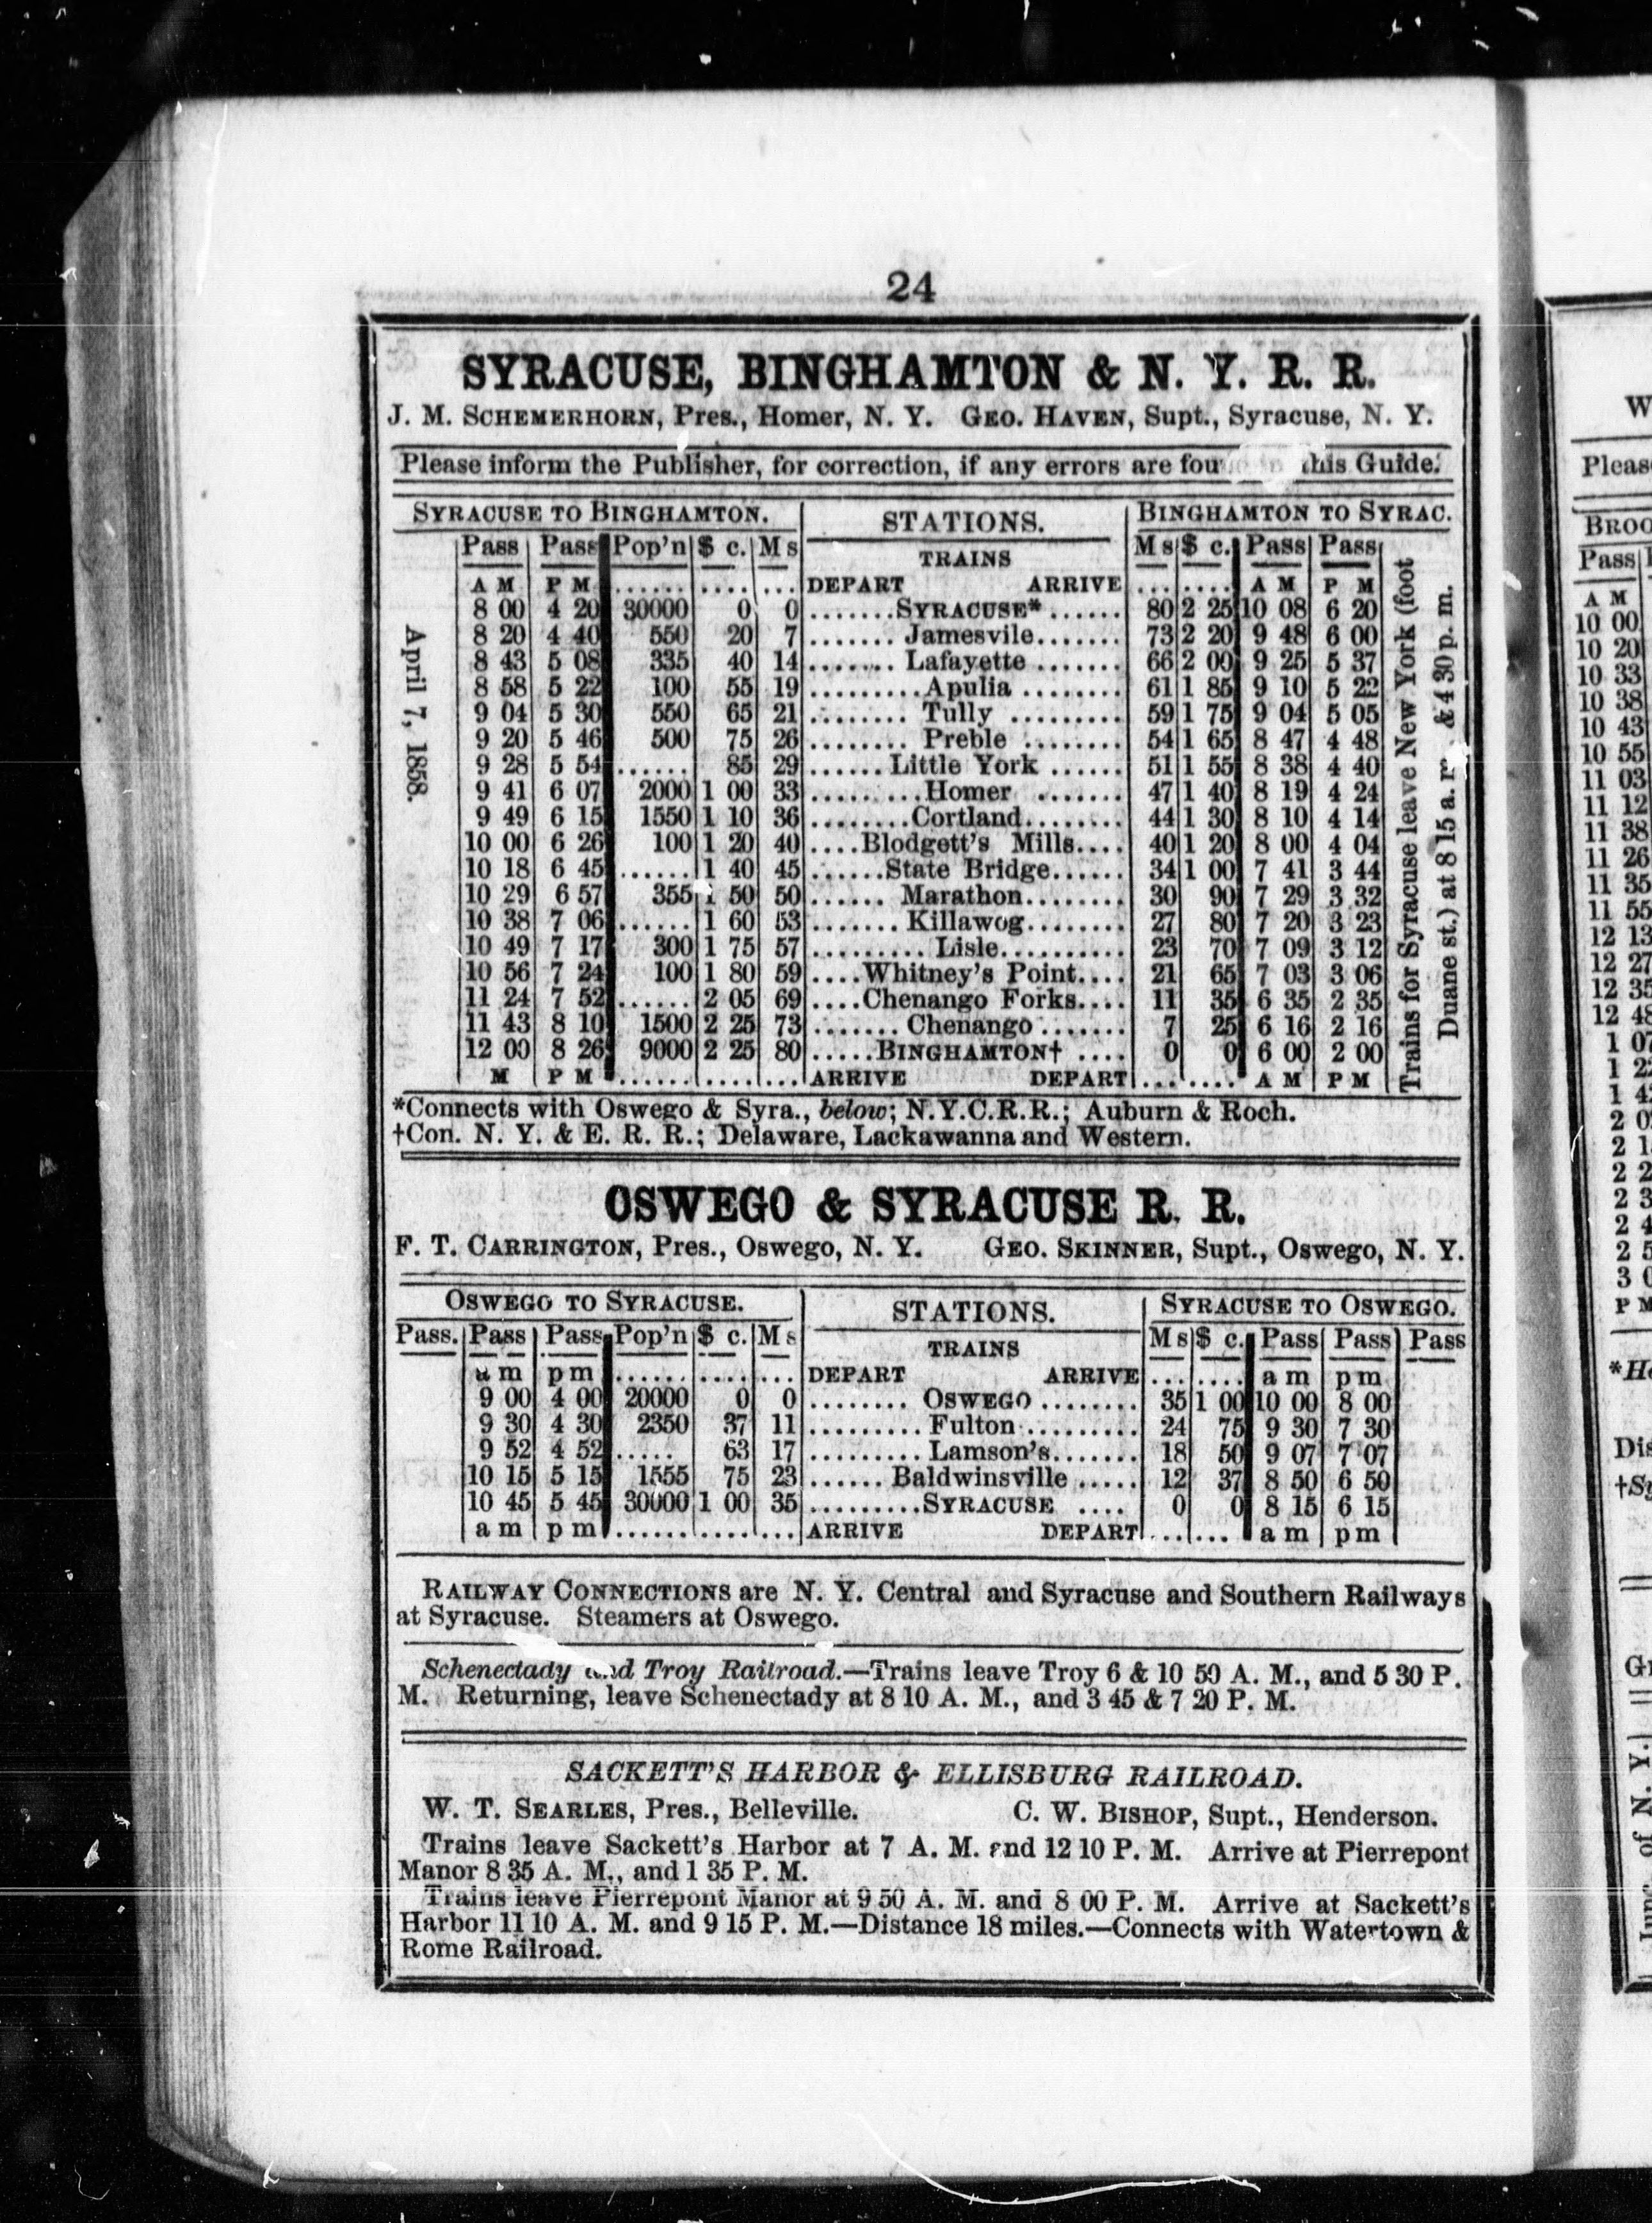 24
SYRACUSE, BINGHAMTON & N. Y. R. R.
J. M. SCHEMERHORN, Pres., Homer, N. Y. GEO. HAVEN, Supt., Syracuse, N. Y.
Please inform the Publisher, for correction, if any errors are this Guide.
SYRACUSE TO BINGHAMTON. STATIONS. BINGHAMTON TO SYRAC.
Pass Pass Pop'n $ c. Ms TRAINS Ms $ c. Pass Pass
A M P M ...... .... ... DEPART ARRIVE ... .... A M P M
8 00 4 20 30000 0 0 .......SYRACUSE*...... 80 2 25 10 08 6 20
8 20 4 40 550 20 7 ........ Jamesvile........ 73 2 20 9 48 6 00
8 43 5 08 335 40 14 ....... Lafayette ....... 66 2 00 9 25 5 37
8 58 5 22 100 55 19 .........Apulia ........ 61 1 85 9 10 5 22
9 04 5 30 550 65 21 ........ Tully ......... 59 1 75 9 04 5 05
9 20 5 46 500 75 26 ........ Preble ........ 54 1 65 8 47 4 48
9 28 5 54 ...... 85 29 ...... Little York ...... 51 1 55 8 38 4 40
9 41 6 07 2000 1 00 33 .........Homer ....... 47 1 40 8 19 4 24
9 49 6 15 1550 1 10 36 ........Cortland........ 44 1 30 8 10 4 14
10 00 6 26 100 1 20 40 ....Blodgett's Mills.... 40 1 20 8 00 4 04
10 18 6 45 ...... 1 40 45 ......State Bridge...... 34 1 00 7 41 3 44
10 29 6 57 355 1 50 50 ...... Marathon........ 30 90 7 29 3 32
10 38 7 06 ...... 1 60 53 ....... Killawog........ 27 80 7 20 3 23
10 49 7 17 300 1 75 57 ......... Lisle........... 23 70 7 09 3 12
10 56 7 24 100 1 80 59 ....Whitney's Point.... 21 65 7 03 3 06
11 24 7 52 ...... 2 05 69 ....Chenango Forks.... 11 35 6 35 2 35
11 43 8 10 1500 2 25 73 ....... Chenango ....... 7 25 6 16 2 16
12 00 8 26 9000 2 25 80 .....BINGHAMTON† .... 0 0 6 00 2 00
M P M ...... .... ... ARRIVE DEPART ... .... A M P M
April 7, 1858.
Trains for Syracuse leave New York (foot
Duane st.) at 8 15 a. m. & 4 30 p. m.
*Connects with Oswego & Syra., below; N.Y.C.R.R.; Auburn & Roch.
†Con. N. Y. & E. R. R.; Delaware, Lackawanna and Western.
OSWEGO & SYRACUSE R. R.
F. T. CARRINGTON, Pres., Oswego, N. Y. GEO. SKINNER, Supt., Oswego, N. Y.
OSWEGO TO SYRACUSE. STATIONS. SYRACUSE TO OSWEGO.
Pass. Pass Pass Pop'n $ c. Ms TRAINS Ms $ c. Pass Pass Pass
a m p m ...... .... ... DEPART ARRIVE ... .... a m p m
9 00 4 00 20000 0 0 ........ OSWEGO ........ 35 1 00 10 00 8 00
9 30 4 30 2350 37 11 ......... Fulton ......... 24 75 9 30 7 30
9 52 4 52 ..... 63 17 ......... Lamson's....... 18 50 9 07 7 07
10 15 5 15 1555 75 23 ...... Baldwinsville ..... 12 37 8 50 6 50
10 45 5 45 30000 1 00 35 .........SYRACUSE .... 0 0 8 15 6 15
a m p m ...... .... ... ARRIVE DEPART ... .... a m p m
RAILWAY CONNECTIONS are N. Y. Central and Syracuse and Southern Railways
at Syracuse. Steamers at Oswego.
Schenectady and Troy Railroad.—Trains leave Troy 6 & 10 50 A. M., and 5 30 P.
M. Returning, leave Schenectady at 8 10 A. M., and 3 45 & 7 20 P. M.
SACKETT'S HARBOR & ELLISBURG RAILROAD.
W. T. SEARLES, Pres., Belleville. C. W. BISHOP, Supt., Henderson.
Trains leave Sackett's Harbor at 7 A. M. and 12 10 P. M. Arrive at Pierrepont
Manor 8 35 A. M., and 1 35 P. M.
Trains leave Pierrepont Manor at 9 50 A. M. and 8 00 P. M. Arrive at Sackett's
Harbor 11 10 A. M. and 9 15 P. M.—Distance 18 miles.—Connects with Watertown &
Rome Railroad.